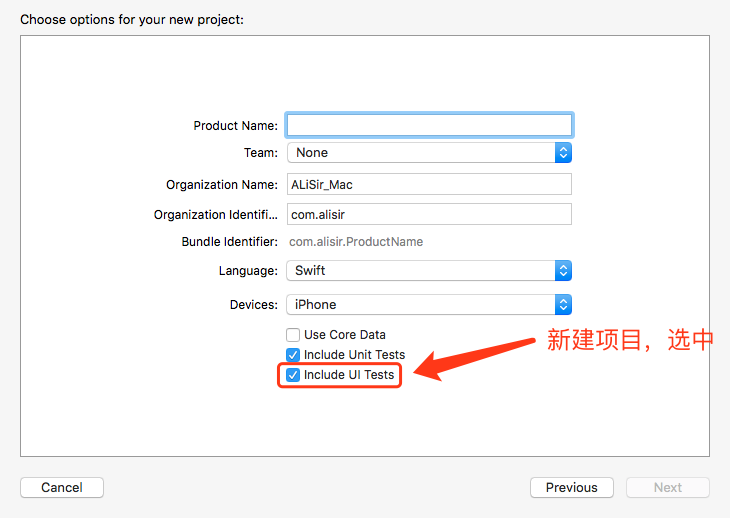 Choose options for your new project:
Product Name:
Team: None
Organization Name: ALiSir_Mac
Organization Identifi... com.alisir
Bundle Identifier: com.alisir.ProductName
Language: Swift
Devices: iPhone
Use Core Data
Include Unit Tests
Include UI Tests
新建项目，选中
Cancel
Previous
Next